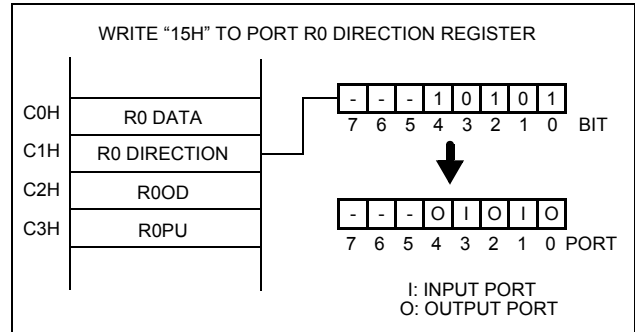 WRITE “15H” TO PORT R0 DIRECTION REGISTER
C0H R0 DATA
C1H R0 DIRECTION
C2H R0OD
C3H R0PU
- - - 1 0 1 0 1
7 6 5 4 3 2 1 0 BIT
- - - O I O I O
7 6 5 4 3 2 1 0 PORT
I: INPUT PORT
O: OUTPUT PORT